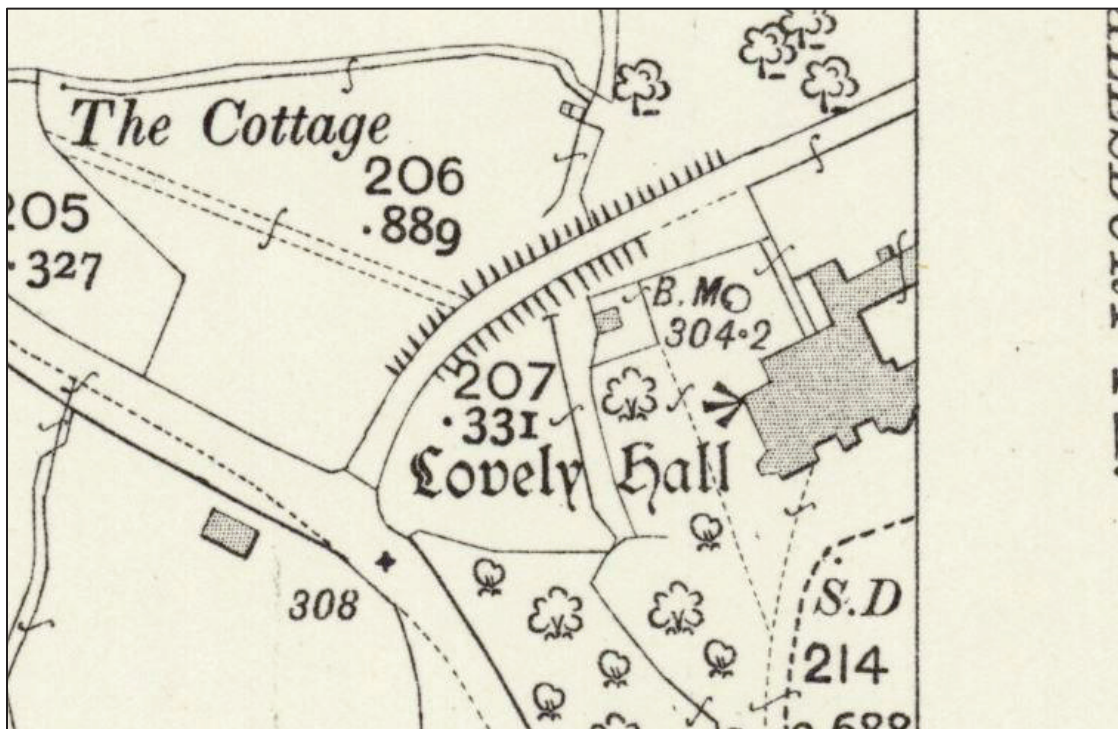 The Cottage
206
.889
205
.327
B.M
304.2
207
.331
Lovely Hall
308
S.D
214